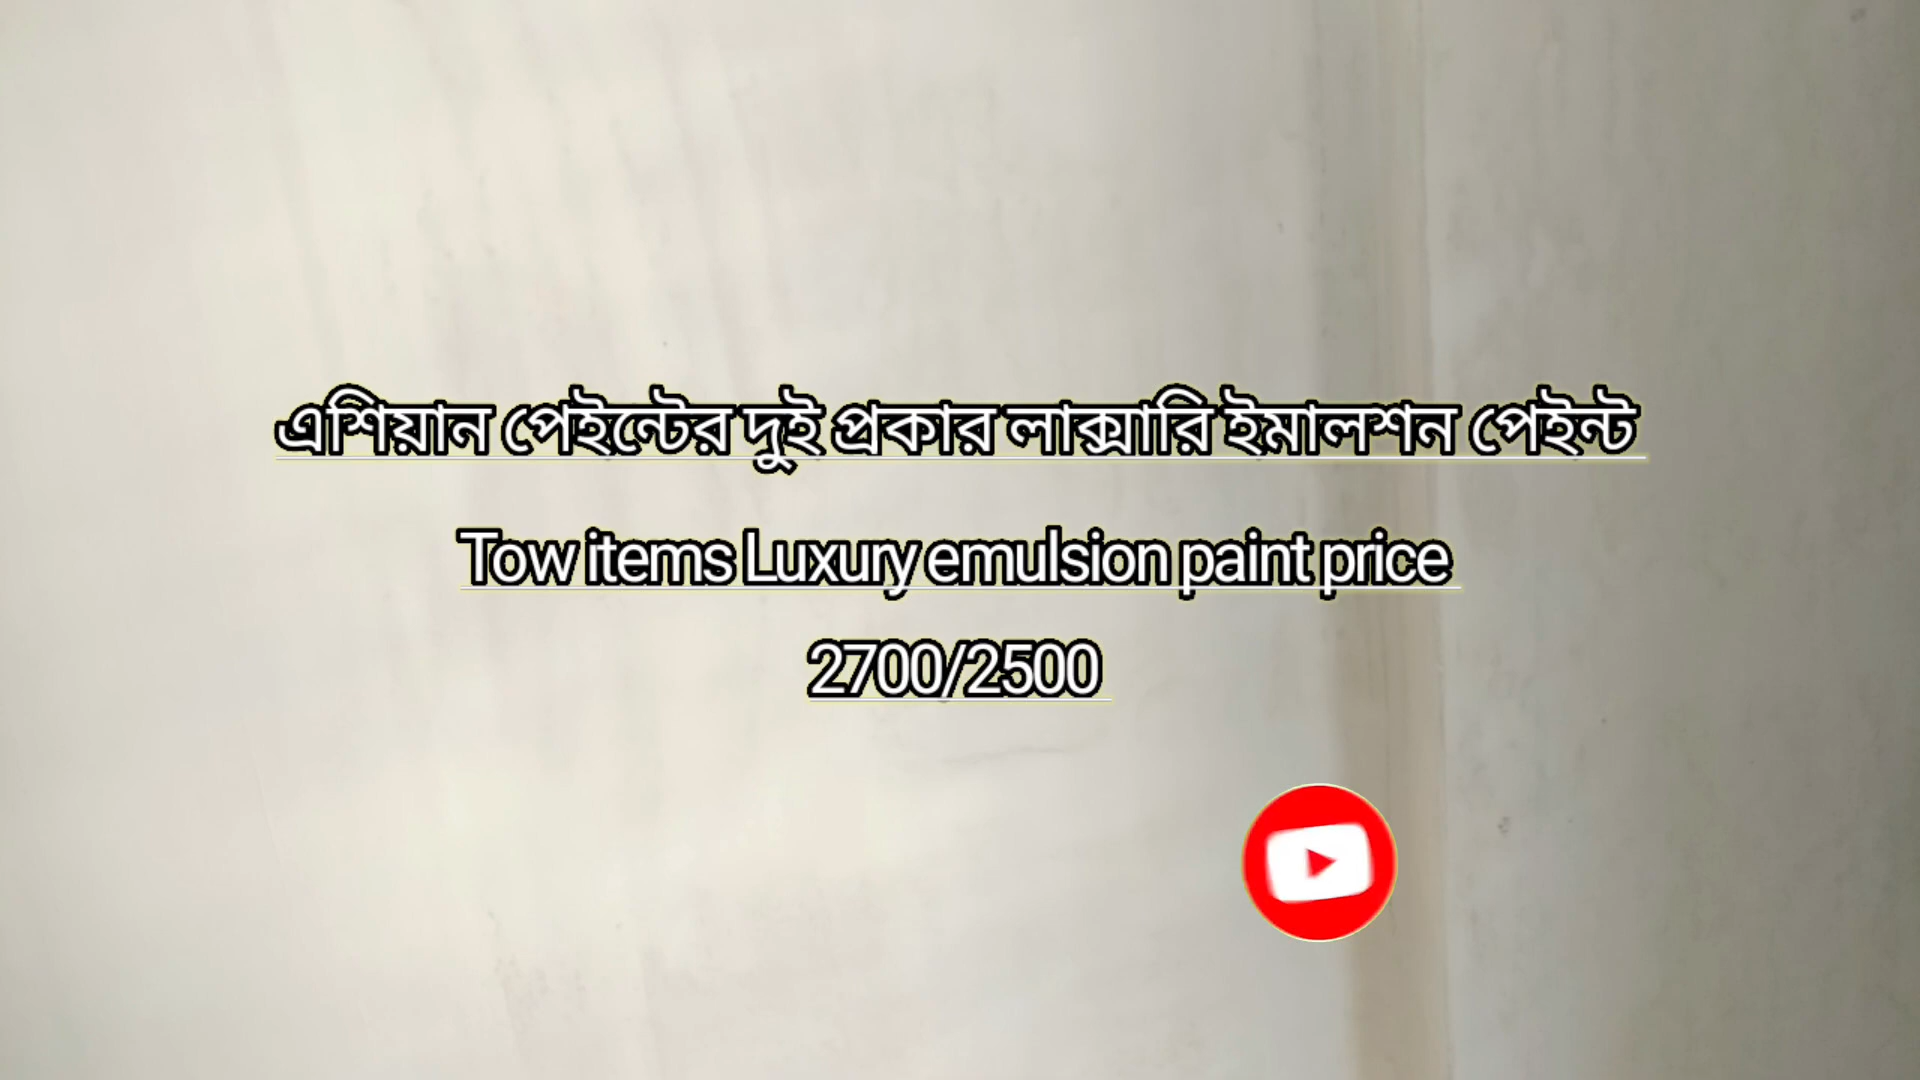 এশিয়ান পেইন্টের দুই প্রকার লাক্সারি ইমালশন পেইন্ট
Tow items Luxury emulsion paint price
2700/2500